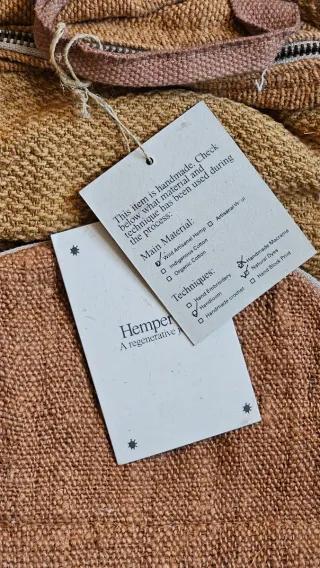 This item is handmade. Check
below what material and
technique has been used during
the process:
Main Material:
Wild Artisanal Hemp
Artisanal
Indigenous Cotton
Organic Cotton
Techniques:
Hand Embroidery
Handmade Macrame
Handloom
Natural Dyes
Handmade crochet
Hand Block Print
A regenerative